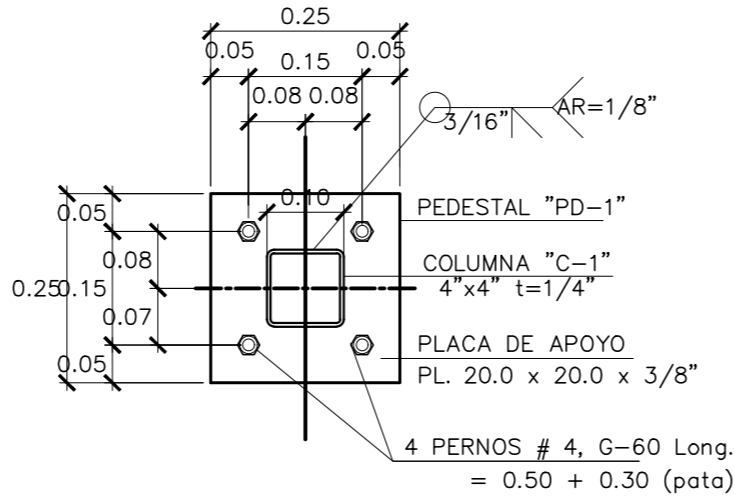 0.25
0.05
0.05
0.15
0.08
0.08
3/16”
AR=1/8”
0.10
PEDESTAL ”PD-1”
0.05
0.08
COLUMNA ”C-1”
4”x4” t=1/4”
0.25
0.15
0.07
0.05
PLACA DE APOYO
PL. 20.0 x 20.0 x 3/8”
4 PERNOS # 4, G-60 Long.
= 0.50 + 0.30 (pata)